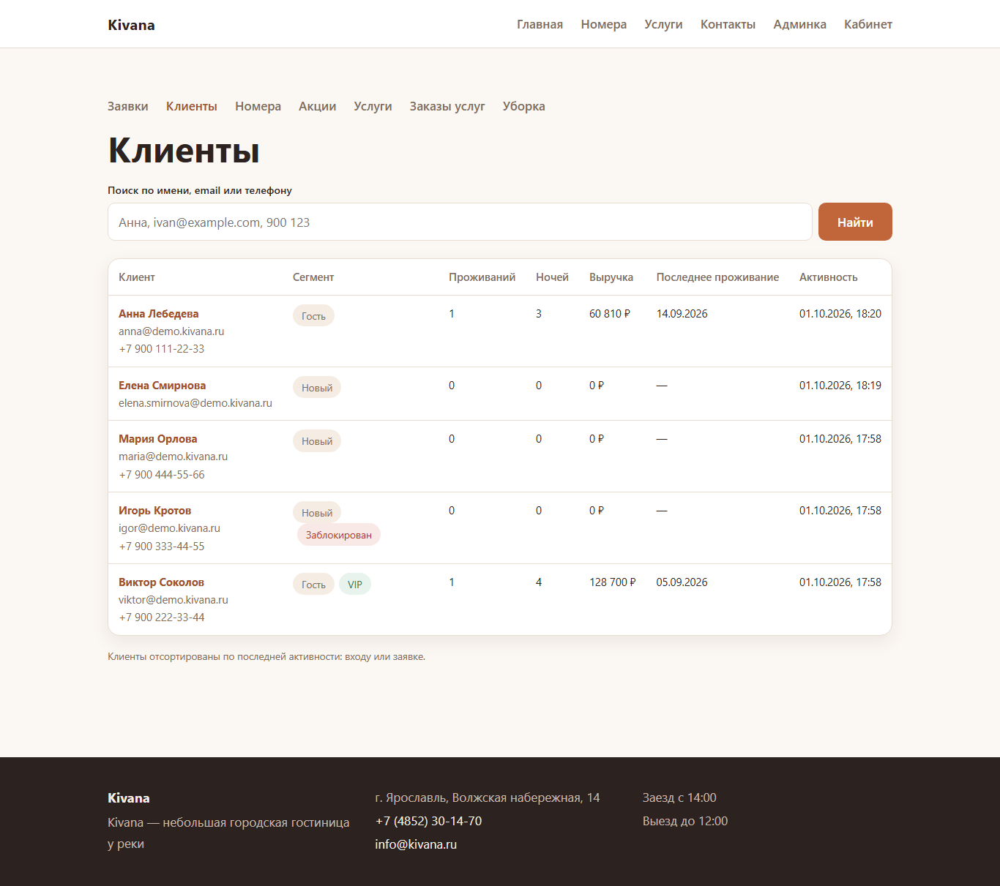 Kivana
Главная Номера Услуги Контакты Админка Кабинет
Заявки Клиенты Номера Акции Услуги Заказы услуг Уборка
Клиенты
Поиск по имени, email или телефону
Анна, ivan@example.com, 900 123
Найти
Клиент Сегмент Проживаний Ночей Выручка Последнее проживание Активность
Анна Лебедева Гость 1 3 60 810 ₽ 14.09.2026 01.10.2026, 18:20
anna@demo.kivana.ru
+7 900 111-22-33
Елена Смирнова Новый 0 0 0 ₽ — 01.10.2026, 18:19
elena.smirnova@demo.kivana.ru
Мария Орлова Новый 0 0 0 ₽ — 01.10.2026, 17:58
maria@demo.kivana.ru
+7 900 444-55-66
Игорь Кротов Новый 0 0 0 ₽ — 01.10.2026, 17:58
igor@demo.kivana.ru Заблокирован
+7 900 333-44-55
Виктор Соколов Гость VIP 1 4 128 700 ₽ 05.09.2026 01.10.2026, 17:58
viktor@demo.kivana.ru
+7 900 222-33-44
Клиенты отсортированы по последней активности: входу или заявке.
Kivana
Kivana — небольшая городская гостиница
у реки
г. Ярославль, Волжская набережная, 14
+7 (4852) 30-14-70
info@kivana.ru
Заезд с 14:00
Выезд до 12:00